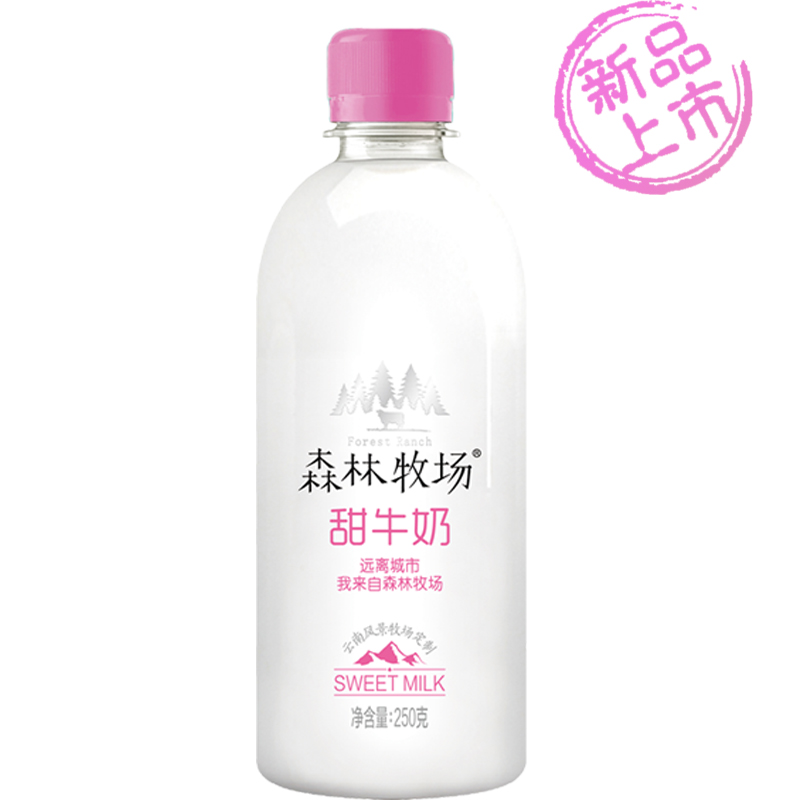 新品
上市
Forest Ranch
森林牧场®
甜牛奶
远离城市
我来自森林牧场
云南风景牧场定制
SWEET MILK
净含量:250克